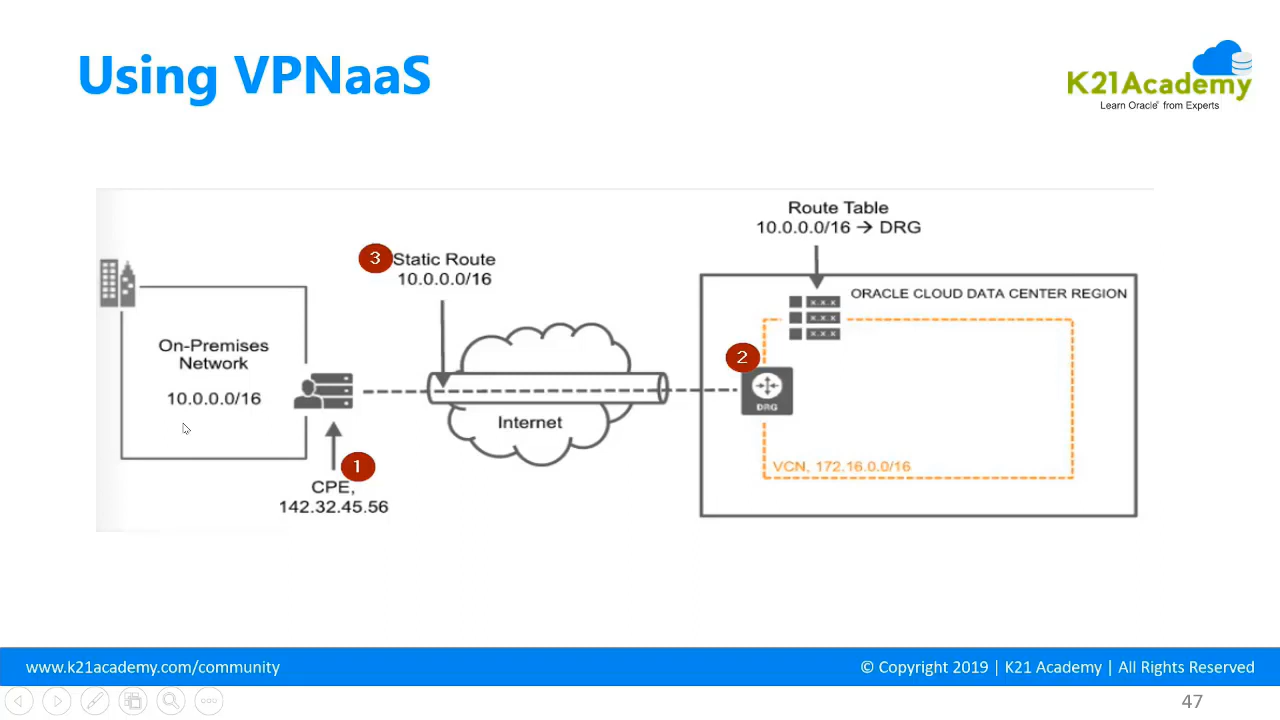 Using VPNaaS
K21Academy
Learn Oracle® from Experts
Route Table
10.0.0.0/16 → DRG
3
Static Route
10.0.0.0/16
ORACLE CLOUD DATA CENTER REGION
x x x
x x x
x x x
On-Premises
Network
10.0.0.0/16
2
DRG
Internet
VCN, 172.16.0.0/16
1
CPE,
142.32.45.56
www.k21academy.com/community
© Copyright 2019 | K21 Academy | All Rights Reserved
47